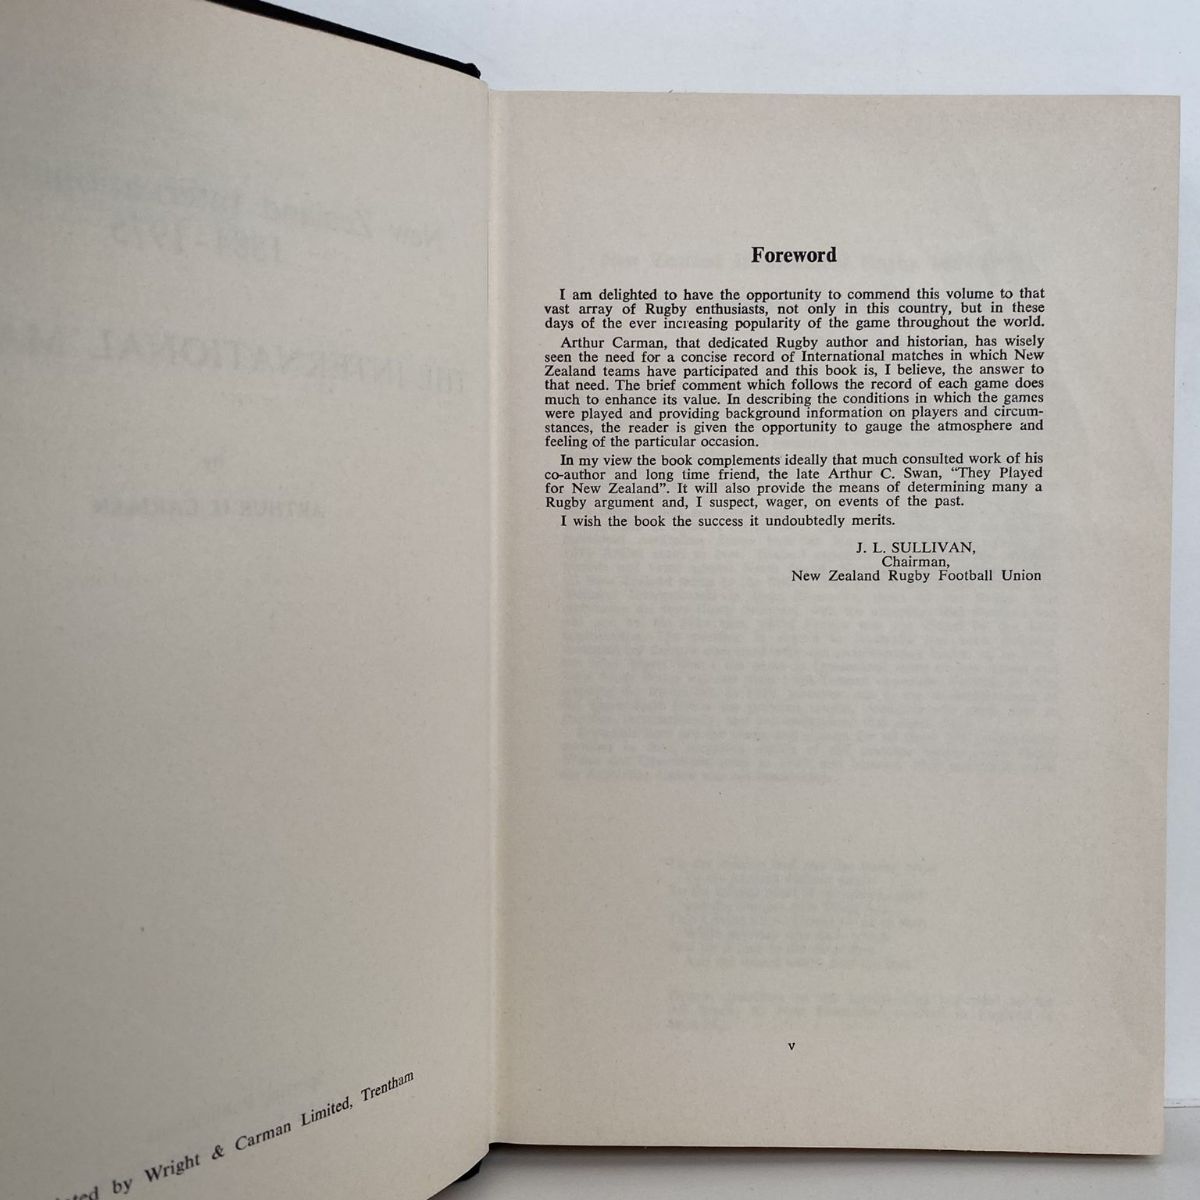 by Wright & Carman Limited, Trentham
Foreword
I am delighted to have the opportunity to commend this volume to that
vast array of Rugby enthusiasts, not only in this country, but in these
days of the ever increasing popularity of the game throughout the world.
Arthur Carman, that dedicated Rugby author and historian, has wisely
seen the need for a concise record of International matches in which New
Zealand teams have participated and this book is, I believe, the answer to
that need. The brief comment which follows the record of each game does
much to enhance its value. In describing the conditions in which the games
were played and providing background information on players and circum-
stances, the reader is given the opportunity to gauge the atmosphere and
feeling of the particular occasion.
In my view the book complements ideally that much consulted work of his
co-author and long time friend, the late Arthur C. Swan, “They Played
for New Zealand”. It will also provide the means of determining many a
Rugby argument and, I suspect, wager, on events of the past.
I wish the book the success it undoubtedly merits.
J. L. SULLIVAN,
Chairman,
New Zealand Rugby Football Union
v